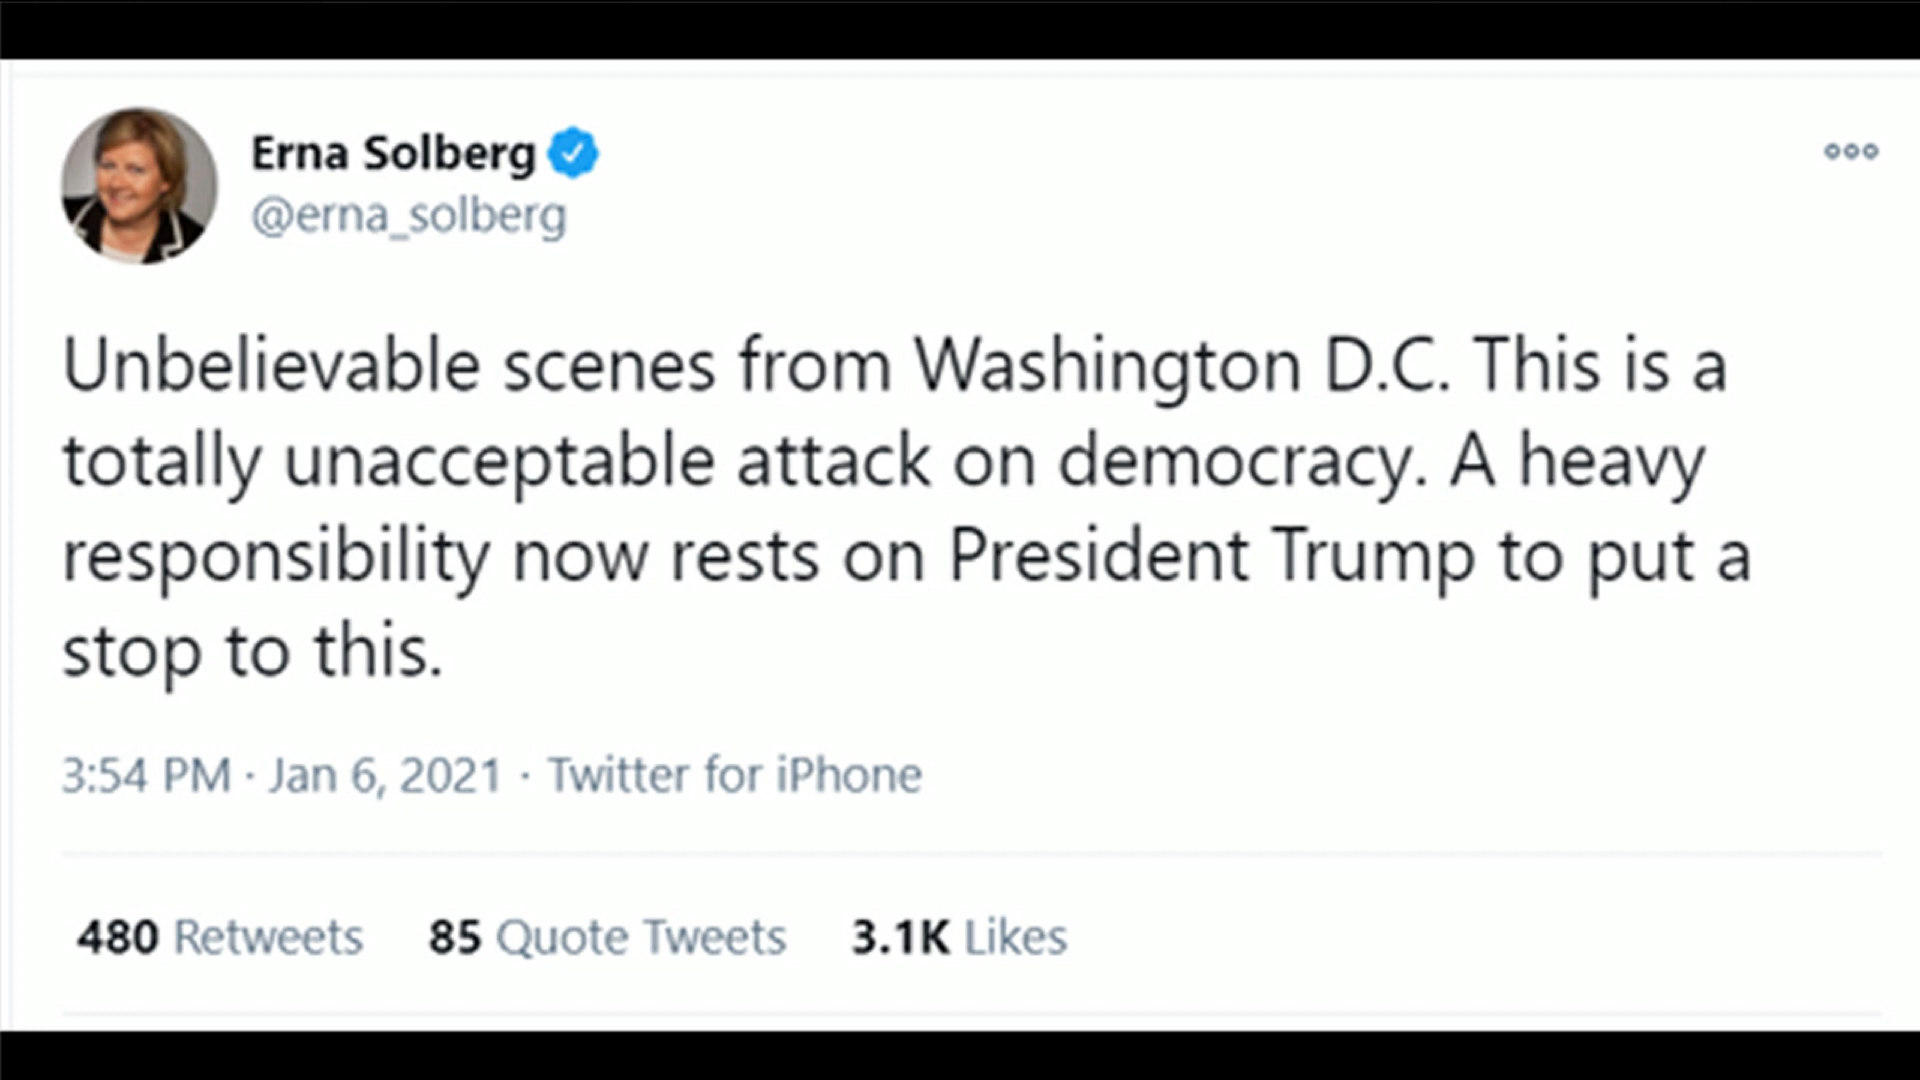 Erna Solberg
@erna_solberg
Unbelievable scenes from Washington D.C. This is a
totally unacceptable attack on democracy. A heavy
responsibility now rests on President Trump to put a
stop to this.
3:54 PM · Jan 6, 2021 · Twitter for iPhone
480 Retweets 85 Quote Tweets 3.1K Likes